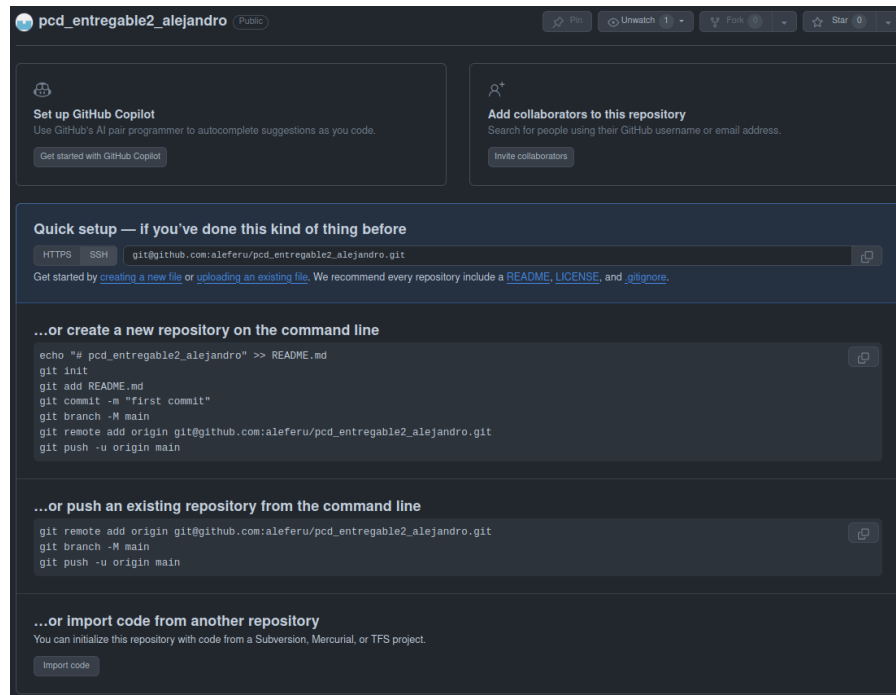 pcd_entregable2_alejandro Public Pin Unwatch 1 Fork 0 Star 0
Set up GitHub Copilot
Use GitHub's AI pair programmer to autocomplete suggestions as you code.
Get started with GitHub Copilot
Add collaborators to this repository
Search for people using their GitHub username or email address.
Invite collaborators
Quick setup — if you've done this kind of thing before
HTTPS SSH git@github.com:aleferu/pcd_entregable2_alejandro.git
Get started by creating a new file or uploading an existing file. We recommend every repository include a README, LICENSE, and .gitignore.
…or create a new repository on the command line
echo "# pcd_entregable2_alejandro" >> README.md
git init
git add README.md
git commit -m "first commit"
git branch -M main
git remote add origin git@github.com:aleferu/pcd_entregable2_alejandro.git
git push -u origin main
…or push an existing repository from the command line
git remote add origin git@github.com:aleferu/pcd_entregable2_alejandro.git
git branch -M main
git push -u origin main
…or import code from another repository
You can initialize this repository with code from a Subversion, Mercurial, or TFS project.
Import code